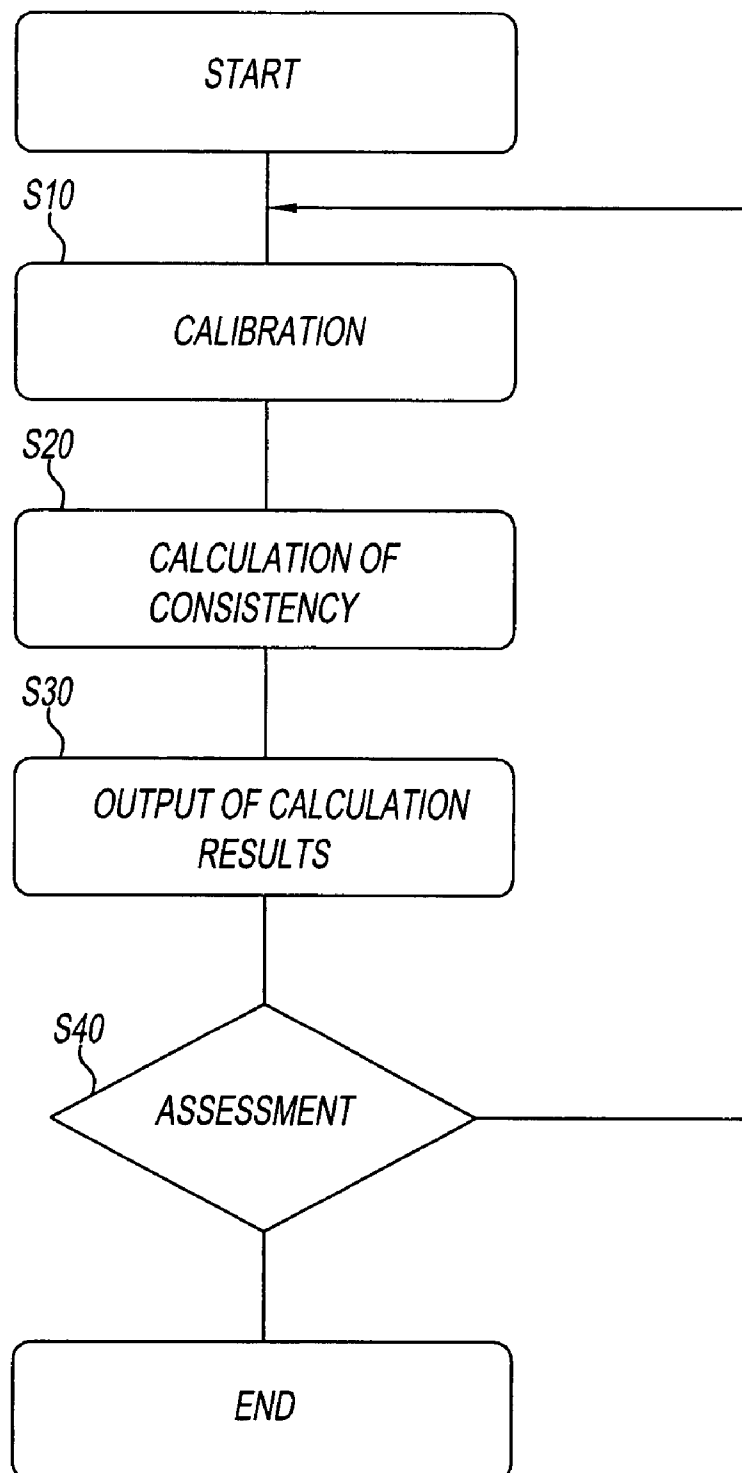 START
S10
CALIBRATION
S20
CALCULATION OF
CONSISTENCY
S30
OUTPUT OF CALCULATION
RESULTS
S40
ASSESSMENT
END